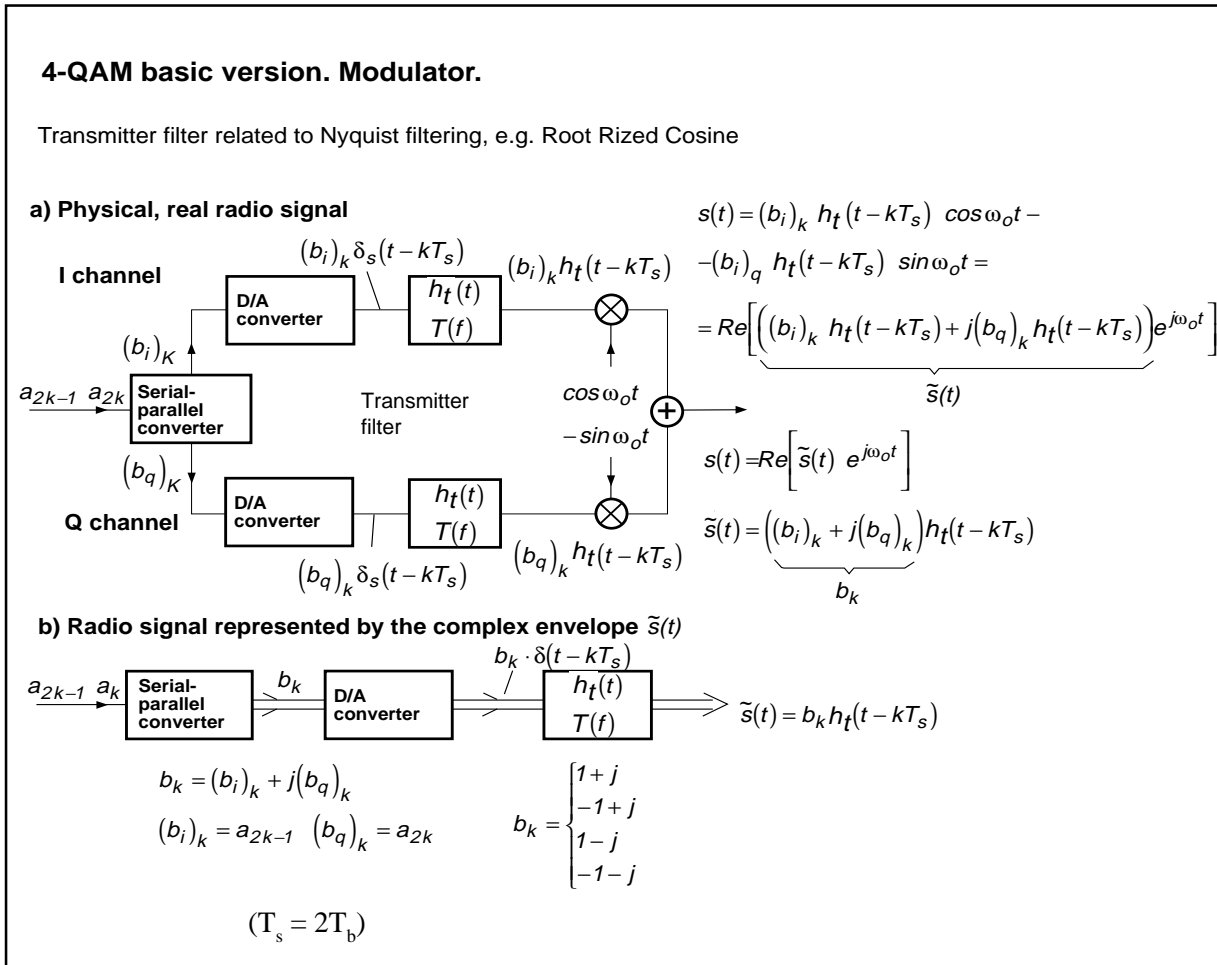 4-QAM basic version. Modulator.
Transmitter filter related to Nyquist filtering, e.g. Root Rized Cosine
a) Physical, real radio signal
I channel
(b_i)_k δ_s(t – kT_s)
D/A converter
h_t(t)
T(f)
(b_i)_k h_t(t – kT_s)
(b_i)_K
a_{2k–1} a_{2k}
Serial-parallel converter
Transmitter filter
cos ω_o t
– sin ω_o t
+
(b_q)_K
Q channel
D/A converter
h_t(t)
T(f)
(b_q)_k δ_s(t – kT_s)
(b_q)_k h_t(t – kT_s)
s(t) = (b_i)_k h_t(t – kT_s) cos ω_o t –
–(b_i)_q h_t(t – kT_s) sin ω_o t =
= Re[((b_i)_k h_t(t – kT_s) + j(b_q)_k h_t(t – kT_s)) e^{jω_o t}]
s̃(t)
s(t) = Re[s̃(t) e^{jω_o t}]
s̃(t) = ((b_i)_k + j(b_q)_k) h_t(t – kT_s)
b_k
b) Radio signal represented by the complex envelope s̃(t)
a_{2k–1} a_k
Serial-parallel converter
b_k
D/A converter
b_k · δ(t – kT_s)
h_t(t)
T(f)
s̃(t) = b_k h_t(t – kT_s)
b_k = (b_i)_k + j(b_q)_k
(b_i)_k = a_{2k–1} (b_q)_k = a_{2k}
b_k = { 1 + j
–1 + j
1 – j
–1 – j
(T_s = 2T_b)